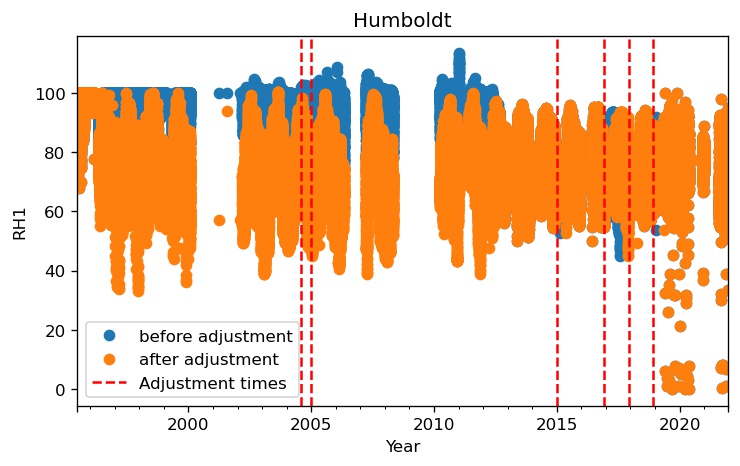 Humboldt
RH1
100
80
60
40
20
0
before adjustment
after adjustment
Adjustment times
2000
2005
2010
2015
2020
Year